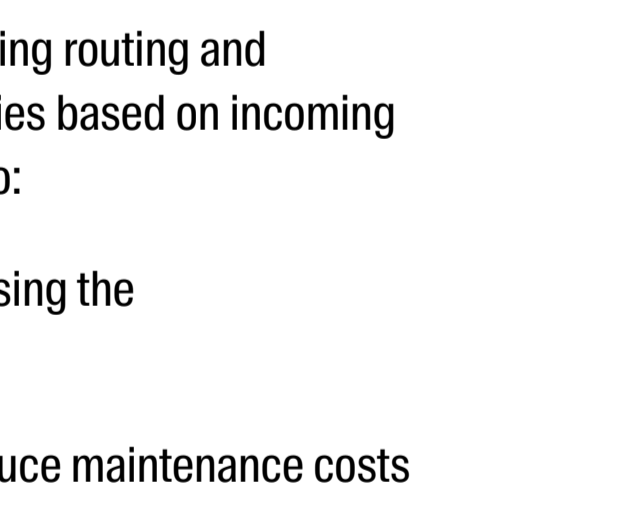 ing routing and
ies based on incoming
o:
sing the
uce maintenance costs